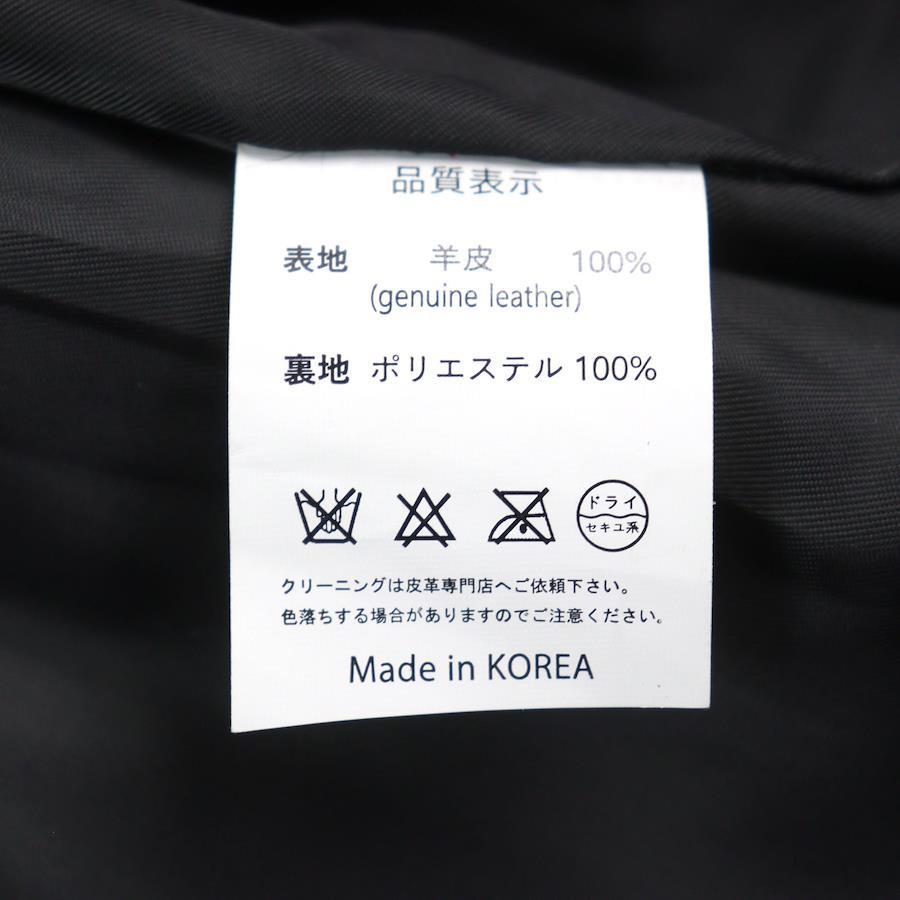 品質表示
表地 羊皮 100%
(genuine leather)
裏地 ポリエステル 100%
ドライ
セキユ系
クリーニングは皮革専門店へご依頼下さい。
色落ちする場合がありますのでご注意ください。
Made in KOREA